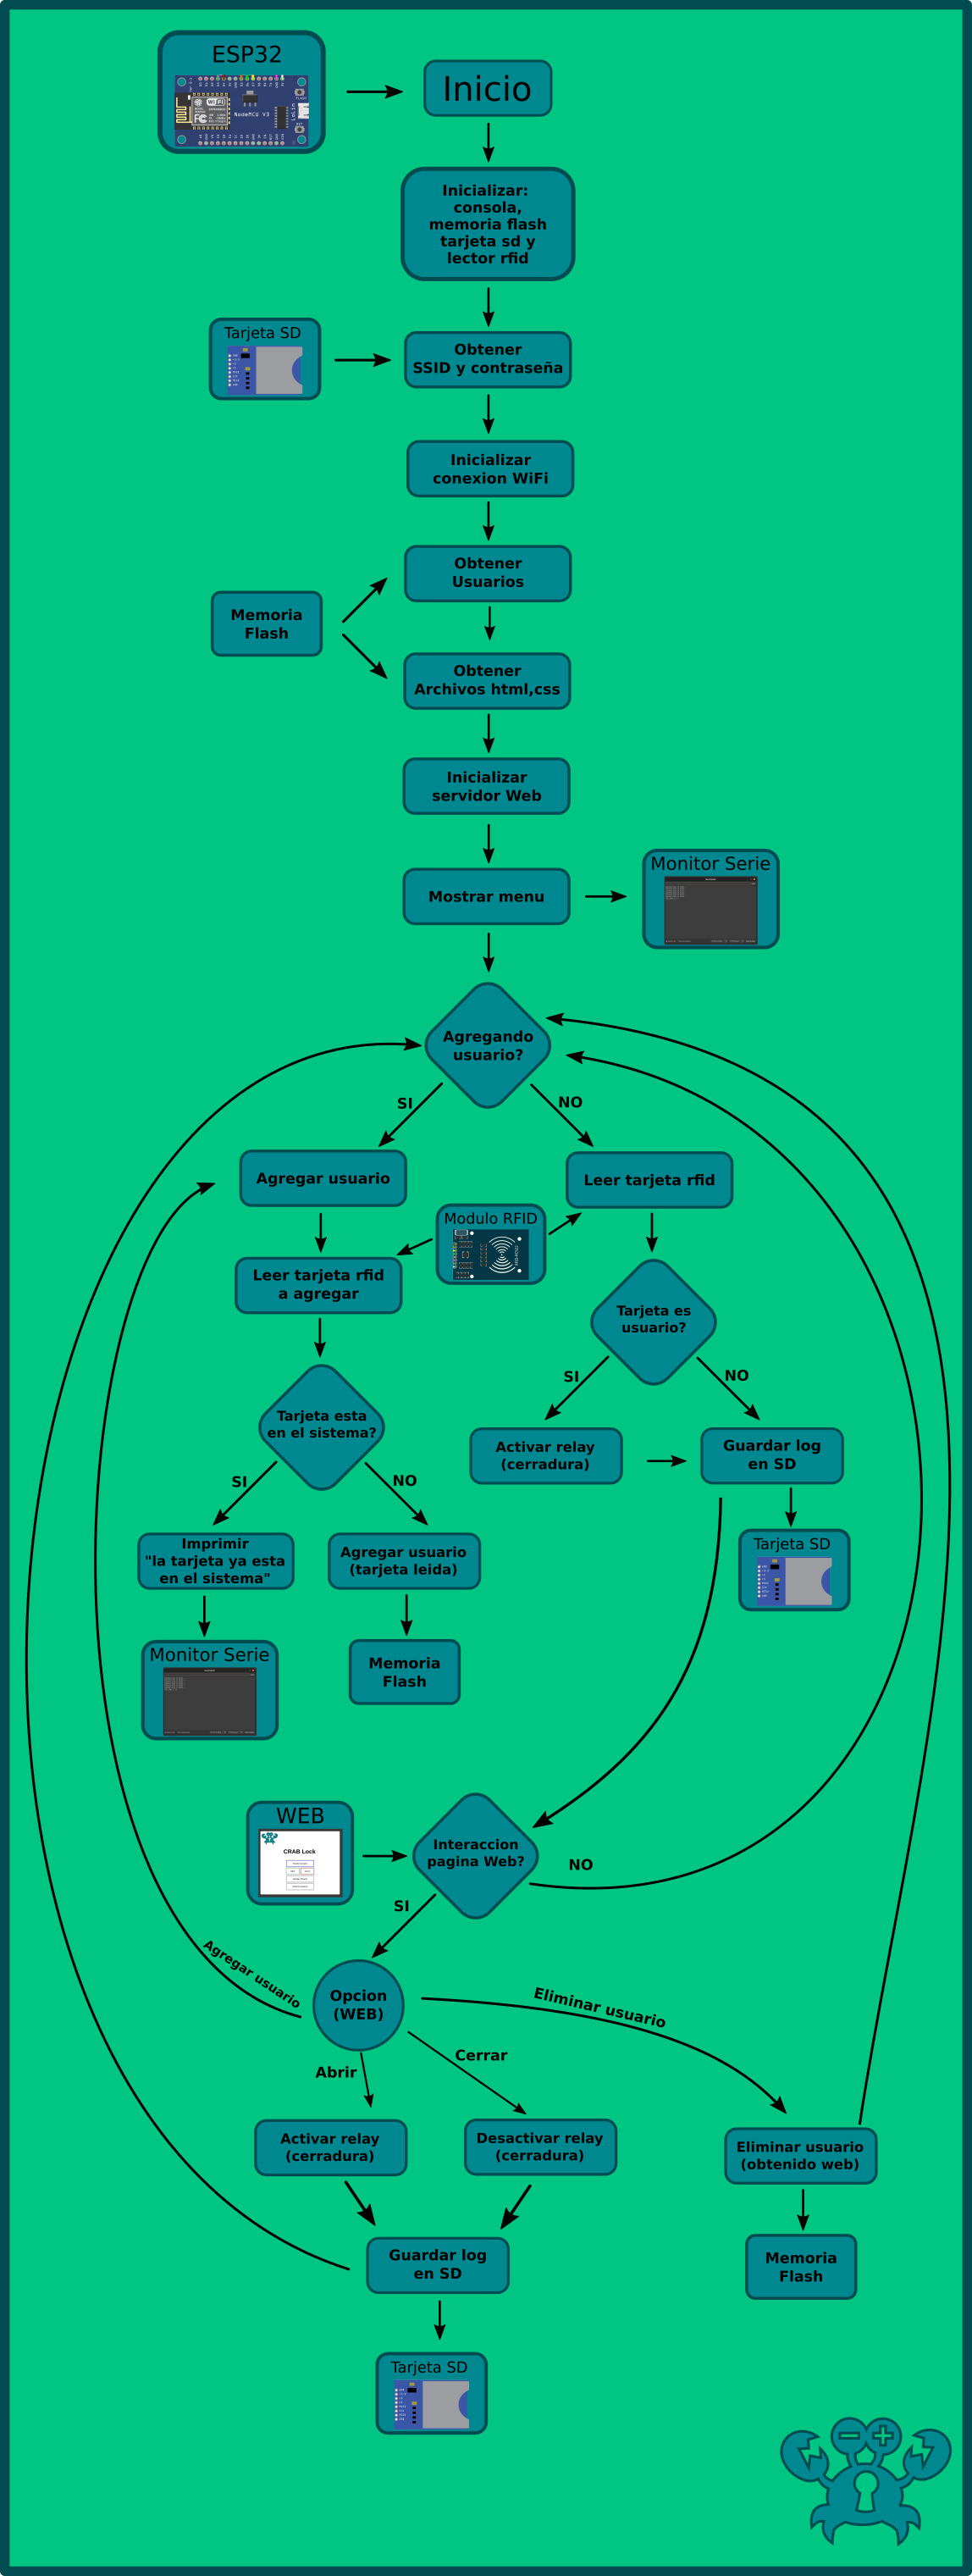 ESP32
NodeMCU V3
Inicio
Inicializar:
consola,
memoria flash
tarjeta sd y
lector rfid
Tarjeta SD
Obtener
SSID y contraseña
Inicializar
conexion WiFi
Obtener
Usuarios
Memoria
Flash
Obtener
Archivos html,css
Inicializar
servidor Web
Mostrar menu
Monitor Serie
Agregando
usuario?
SI
NO
Agregar usuario
Leer tarjeta rfid
Modulo RFID
Leer tarjeta rfid
a agregar
Tarjeta es
usuario?
SI
NO
Tarjeta esta
en el sistema?
Activar relay
(cerradura)
Guardar log
en SD
SI
NO
Imprimir
"la tarjeta ya esta
en el sistema"
Agregar usuario
(tarjeta leida)
Tarjeta SD
Monitor Serie
Memoria
Flash
WEB
CRAB Lock
Interaccion
pagina Web?
NO
SI
Agregar usuario
Opcion
(WEB)
Eliminar usuario
Abrir
Cerrar
Activar relay
(cerradura)
Desactivar relay
(cerradura)
Eliminar usuario
(obtenido web)
Guardar log
en SD
Memoria
Flash
Tarjeta SD